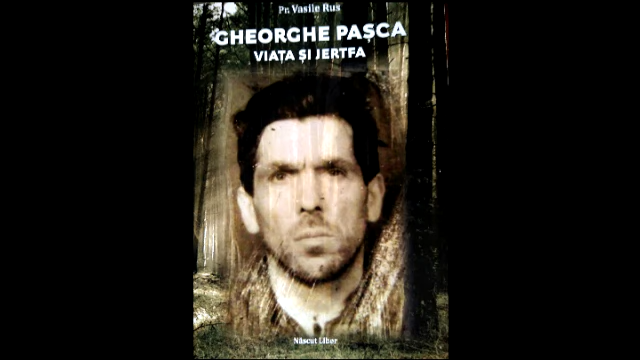 Pr. Vasile Rus
GHEORGHE PAȘCA
VIAȚA ȘI JERTFA
Născut Liber